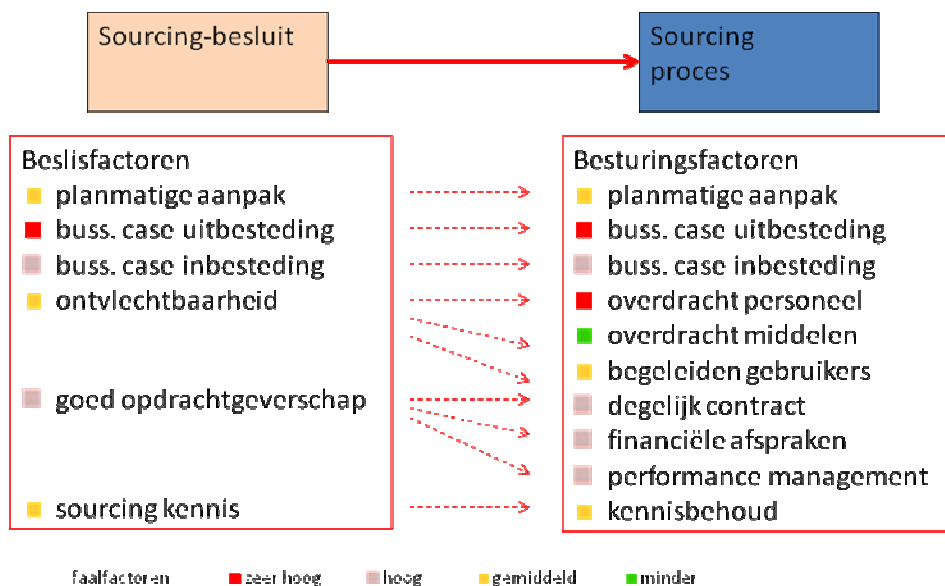 Sourcing-besluit
Sourcing
proces
Beslisfactoren
planmatige aanpak
buss. case uitbesteding
buss. case inbesteding
ontvlechtbaarheid
goed opdrachtgeverschap
sourcing kennis
Besturingsfactoren
planmatige aanpak
buss. case uitbesteding
buss. case inbesteding
overdracht personeel
overdracht middelen
begeleiden gebruikers
degelijk contract
financiële afspraken
performance management
kennisbehoud
faalfactoren zeer hoog hoog gemiddeld minder